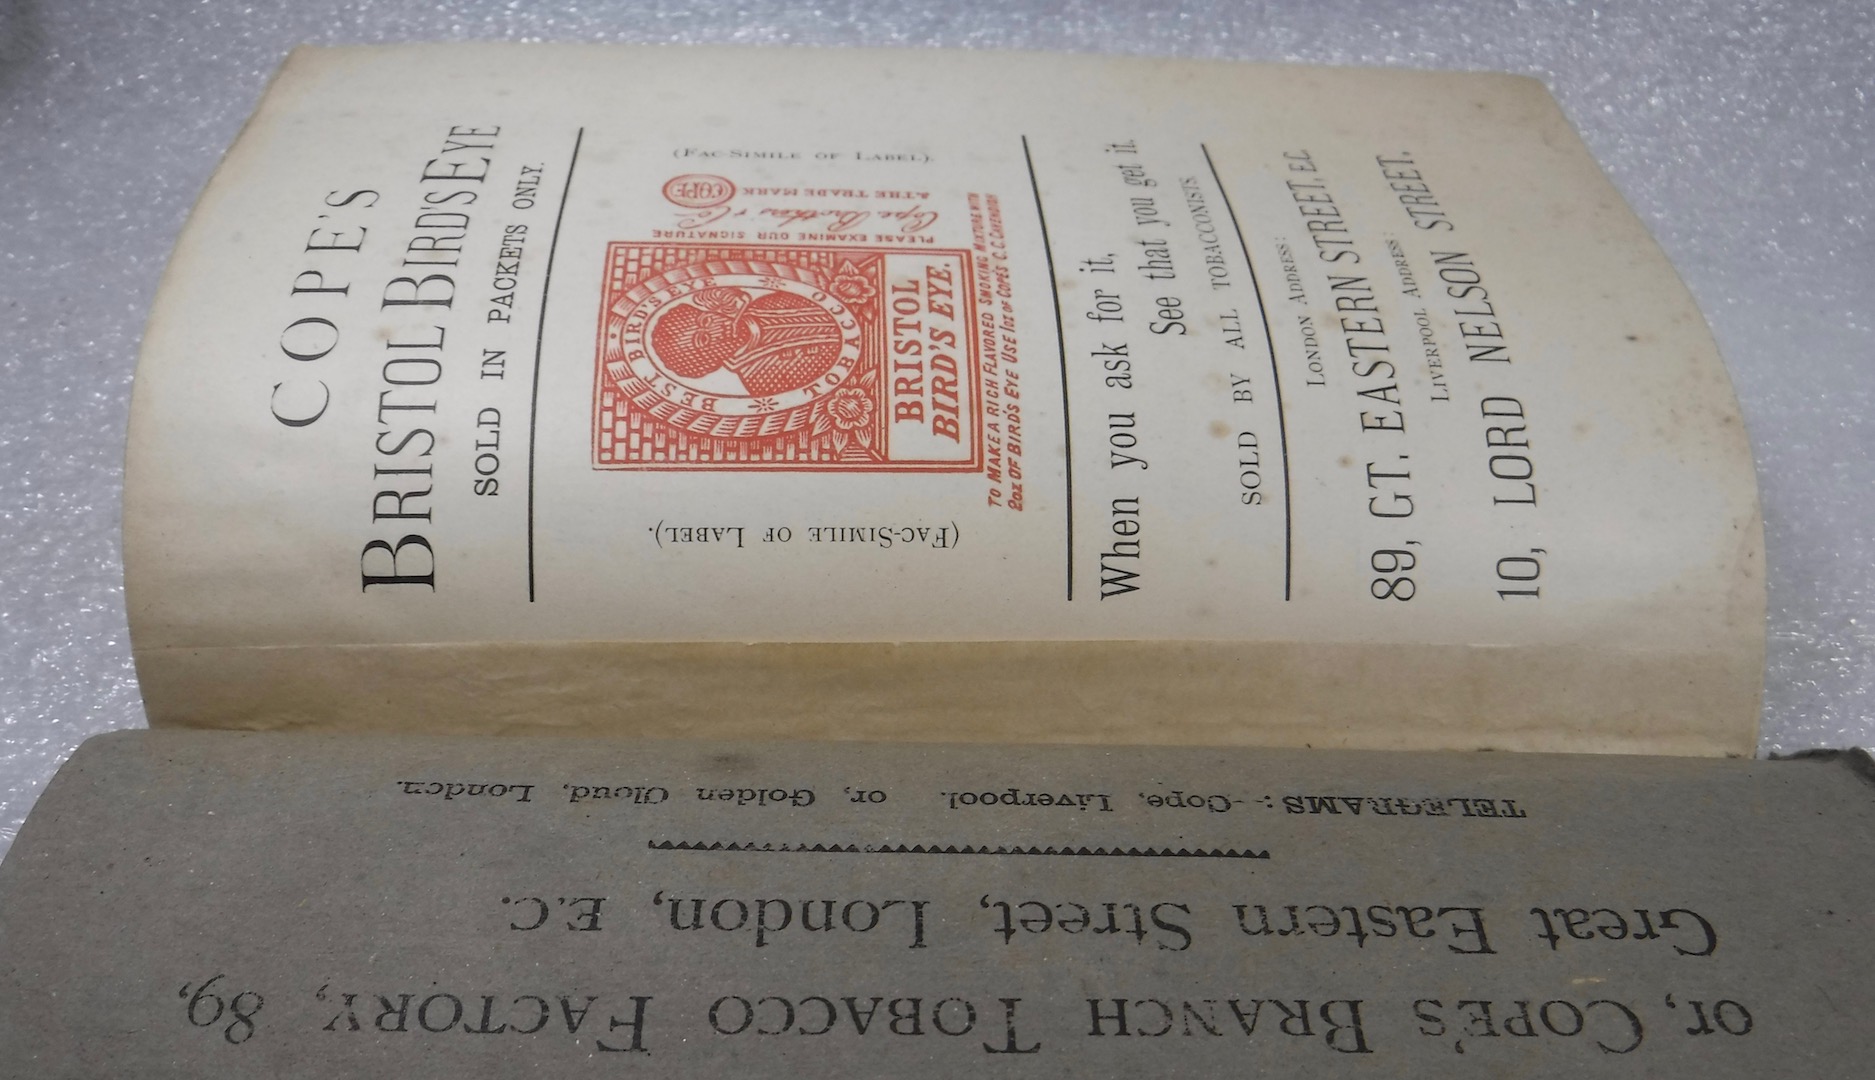 COPE'S
BRISTOL BIRD'S EYE
SOLD IN PACKETS ONLY.
(FAC-SIMILE OF LABEL).
BEST BIRD'S EYE TOBACCO
BRISTOL
BIRD'S EYE.
TO MAKE A RICH FLAVORED SMOKING MIXTURE WITH
2oz OF BIRD'S EYE USE 1oz OF COPE'S C.C. CAVENDISH
PLEASE EXAMINE OUR SIGNATURE
Cope Brothers & Co
& THE TRADE MARK
COPE
(FAC-SIMILE OF LABEL).
When you ask for it,
See that you get it.
SOLD BY ALL TOBACCONISTS.
LONDON ADDRESS:
89, GT. EASTERN STREET, E.C.
LIVERPOOL ADDRESS:
10, LORD NELSON STREET.
or, COPE'S BRANCH TOBACCO FACTORY, 89,
Great Eastern Street, London, E.C.
TELEGRAMS:--Cope, Liverpool. or, Golden Cloud, London.